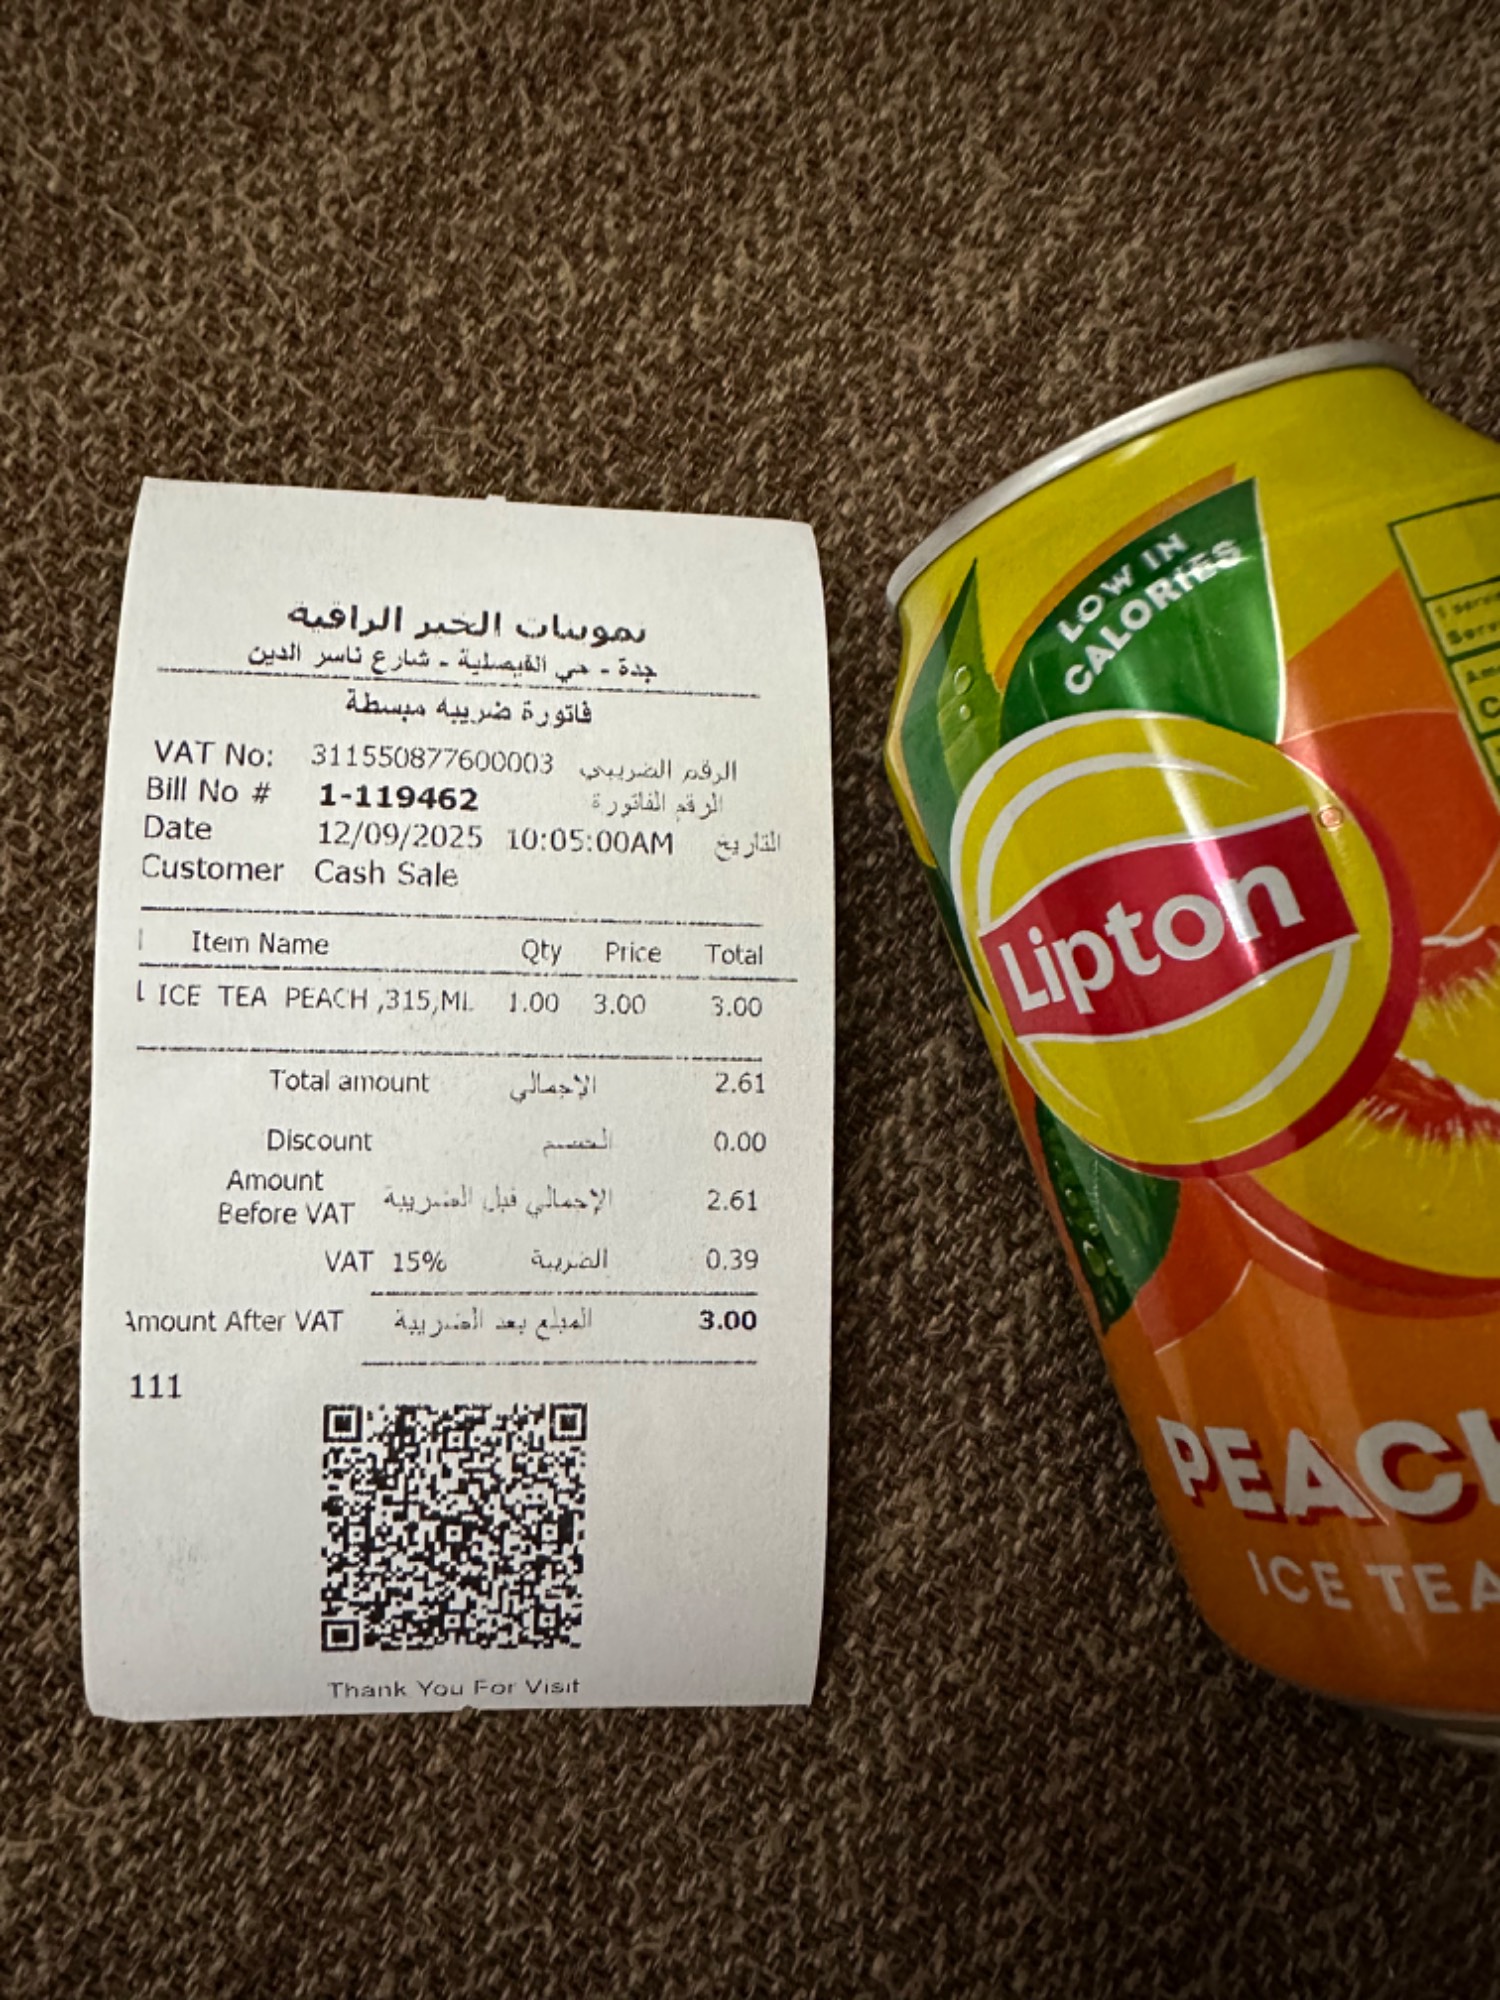 تموينات الخير الراقية
جدة - حي الفيصلية - شارع ناسر الدين
فاتورة ضريبه مبسطة
VAT No: 311550877600003 الرقم الضريبي
Bill No # 1-119462 الرقم الفاتورة
Date 12/09/2025 10:05:00AM التاريخ
Customer Cash Sale
Item Name Qty Price Total
L ICE TEA PEACH ,315,ML 1.00 3.00 3.00
Total amount الإجمالي 2.61
Discount الخصم 0.00
Amount
Before VAT الإجمالي قبل الضريبة 2.61
VAT 15% الضريبة 0.39
Amount After VAT المبلغ بعد الضريبة 3.00
111
Thank You For Visit
LOW IN
CALORIES
Lipton
PEACH
ICE TEA